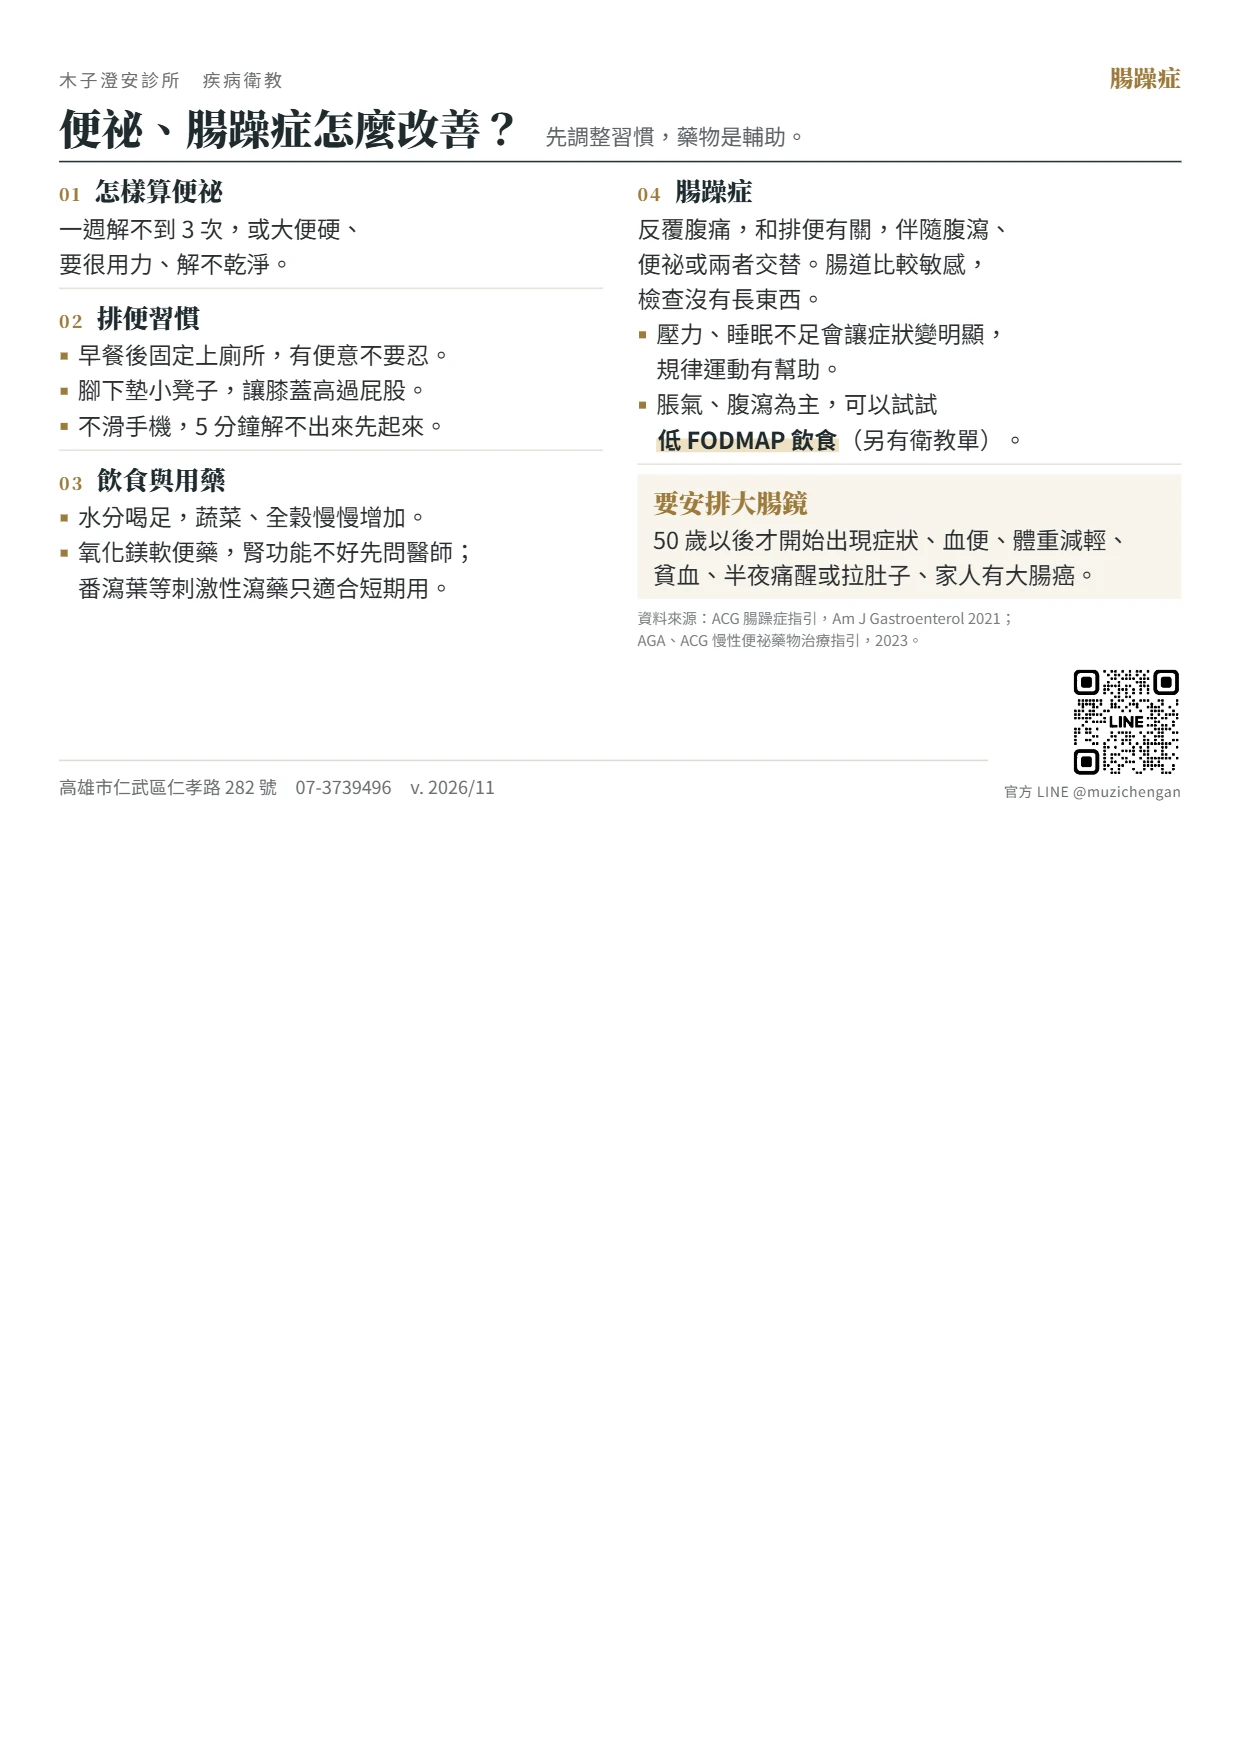 木子澄安診所　疾病衛教
腸躁症
便祕、腸躁症怎麼改善？　先調整習慣，藥物是輔助。
01 怎樣算便祕
一週解不到 3 次，或大便硬、
要很用力、解不乾淨。
02 排便習慣
▪ 早餐後固定上廁所，有便意不要忍。
▪ 腳下墊小凳子，讓膝蓋高過屁股。
▪ 不滑手機，5 分鐘解不出來先起來。
03 飲食與用藥
▪ 水分喝足，蔬菜、全穀慢慢增加。
▪ 氧化鎂軟便藥，腎功能不好先問醫師；
番瀉葉等刺激性瀉藥只適合短期用。
04 腸躁症
反覆腹痛，和排便有關，伴隨腹瀉、
便祕或兩者交替。腸道比較敏感，
檢查沒有長東西。
▪ 壓力、睡眠不足會讓症狀變明顯，
規律運動有幫助。
▪ 脹氣、腹瀉為主，可以試試
低 FODMAP 飲食（另有衛教單）。
要安排大腸鏡
50 歲以後才開始出現症狀、血便、體重減輕、
貧血、半夜痛醒或拉肚子、家人有大腸癌。
資料來源：ACG 腸躁症指引，Am J Gastroenterol 2021；
AGA、ACG 慢性便祕藥物治療指引，2023。
LINE
高雄市仁武區仁孝路 282 號　07-3739496　v. 2026/11
官方 LINE @muzichengan